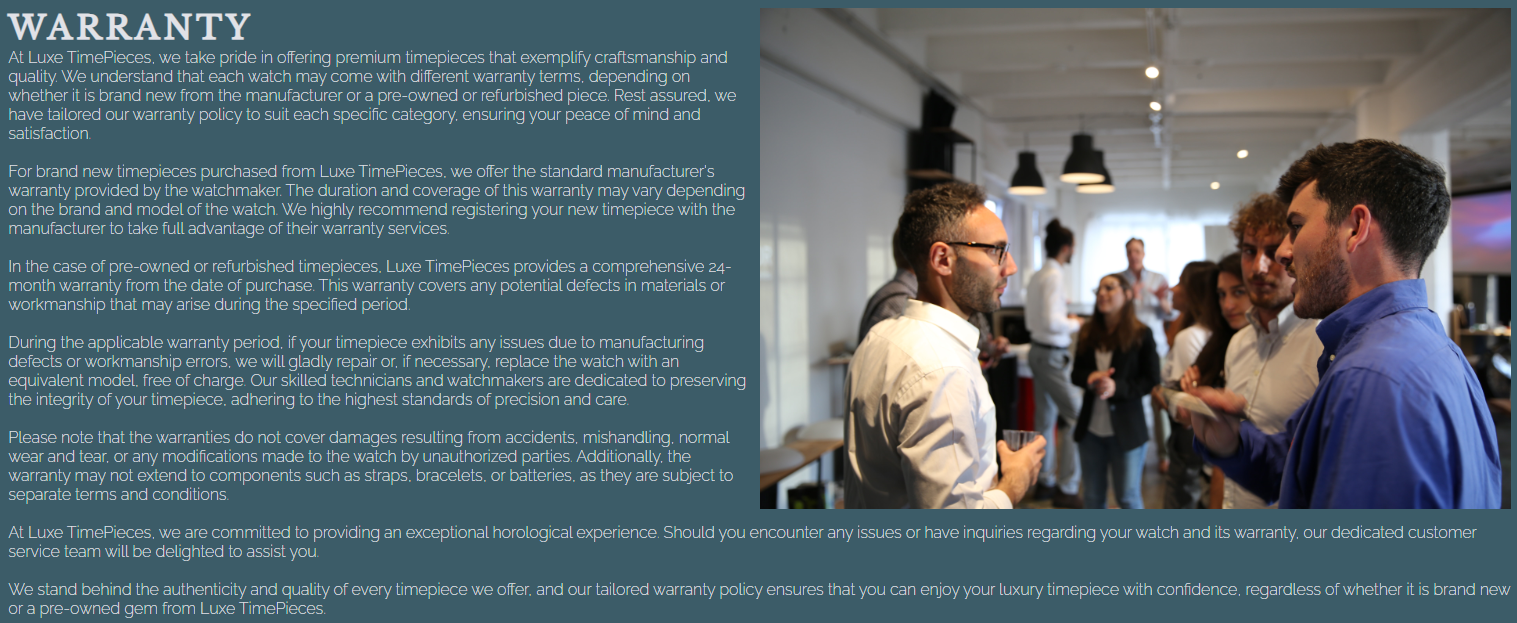 WARRANTY
At Luxe TimePieces, we take pride in offering premium timepieces that exemplify craftsmanship and
quality. We understand that each watch may come with different warranty terms, depending on
whether it is brand new from the manufacturer or a pre-owned or refurbished piece. Rest assured, we
have tailored our warranty policy to suit each specific category, ensuring your peace of mind and
satisfaction.
For brand new timepieces purchased from Luxe TimePieces, we offer the standard manufacturer's
warranty provided by the watchmaker. The duration and coverage of this warranty may vary depending
on the brand and model of the watch. We highly recommend registering your new timepiece with the
manufacturer to take full advantage of their warranty services.
In the case of pre-owned or refurbished timepieces, Luxe TimePieces provides a comprehensive 24-
month warranty from the date of purchase. This warranty covers any potential defects in materials or
workmanship that may arise during the specified period.
During the applicable warranty period, if your timepiece exhibits any issues due to manufacturing
defects or workmanship errors, we will gladly repair or, if necessary, replace the watch with an
equivalent model, free of charge. Our skilled technicians and watchmakers are dedicated to preserving
the integrity of your timepiece, adhering to the highest standards of precision and care.
Please note that the warranties do not cover damages resulting from accidents, mishandling, normal
wear and tear, or any modifications made to the watch by unauthorized parties. Additionally, the
warranty may not extend to components such as straps, bracelets, or batteries, as they are subject to
separate terms and conditions.
At Luxe TimePieces, we are committed to providing an exceptional horological experience. Should you encounter any issues or have inquiries regarding your watch and its warranty, our dedicated customer
service team will be delighted to assist you.
We stand behind the authenticity and quality of every timepiece we offer, and our tailored warranty policy ensures that you can enjoy your luxury timepiece with confidence, regardless of whether it is brand new
or a pre-owned gem from Luxe TimePieces.